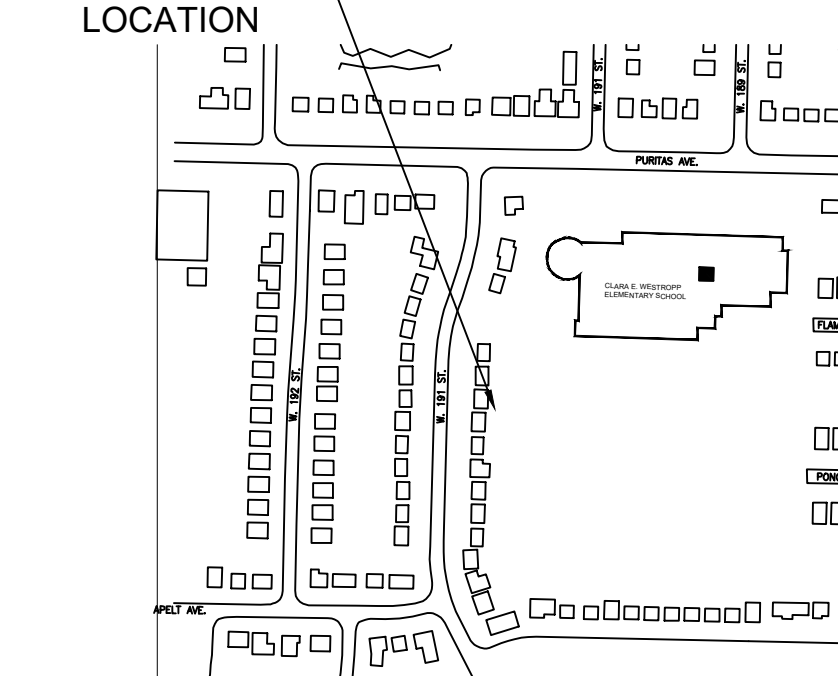 LOCATION
W. 191 ST.
W. 189 ST.
PURITAS AVE.
CLARA E. WESTROPP
ELEMENTARY SCHOOL
W. 192 ST.
W. 191 ST.
APELT AVE.